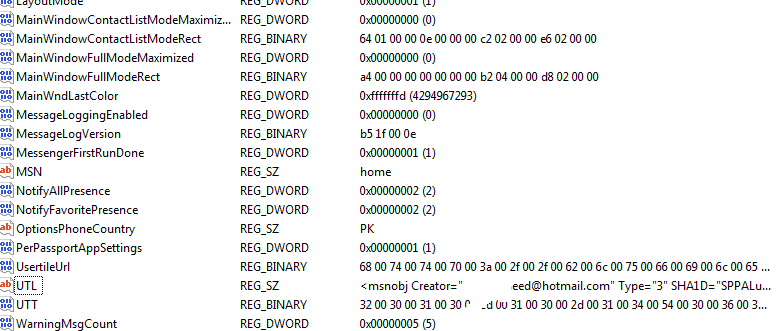 LayoutMode REG_DWORD 0x00000001 (1)
MainWindowContactListModeMaximiz... REG_DWORD 0x00000000 (0)
MainWindowContactListModeRect REG_BINARY 64 01 00 00 0e 00 00 00 c2 02 00 00 e6 02 00 00
MainWindowFullModeMaximized REG_DWORD 0x00000000 (0)
MainWindowFullModeRect REG_BINARY a4 00 00 00 00 00 00 00 b2 04 00 00 d8 02 00 00
MainWndLastColor REG_DWORD 0xfffffffd (4294967293)
MessageLoggingEnabled REG_DWORD 0x00000000 (0)
MessageLogVersion REG_BINARY b5 1f 00 0e
MessengerFirstRunDone REG_DWORD 0x00000001 (1)
MSN REG_SZ home
NotifyAllPresence REG_DWORD 0x00000002 (2)
NotifyFavoritePresence REG_DWORD 0x00000002 (2)
OptionsPhoneCountry REG_SZ PK
PerPassportAppSettings REG_DWORD 0x00000001 (1)
UsertileUrl REG_BINARY 68 00 74 00 74 00 70 00 3a 00 2f 00 2f 00 62 00 6c 00 75 00 66 00 69 00 6c 00 65 ...
UTL REG_SZ <msnobj Creator=" eed@hotmail.com" Type="3" SHA1D="SPPALu...
UTT REG_BINARY 32 00 30 00 31 00 30 00 31 00 30 00 2d 00 31 00 34 00 54 00 30 00 36 00 3...
WarningMsgCount REG_DWORD 0x00000005 (5)